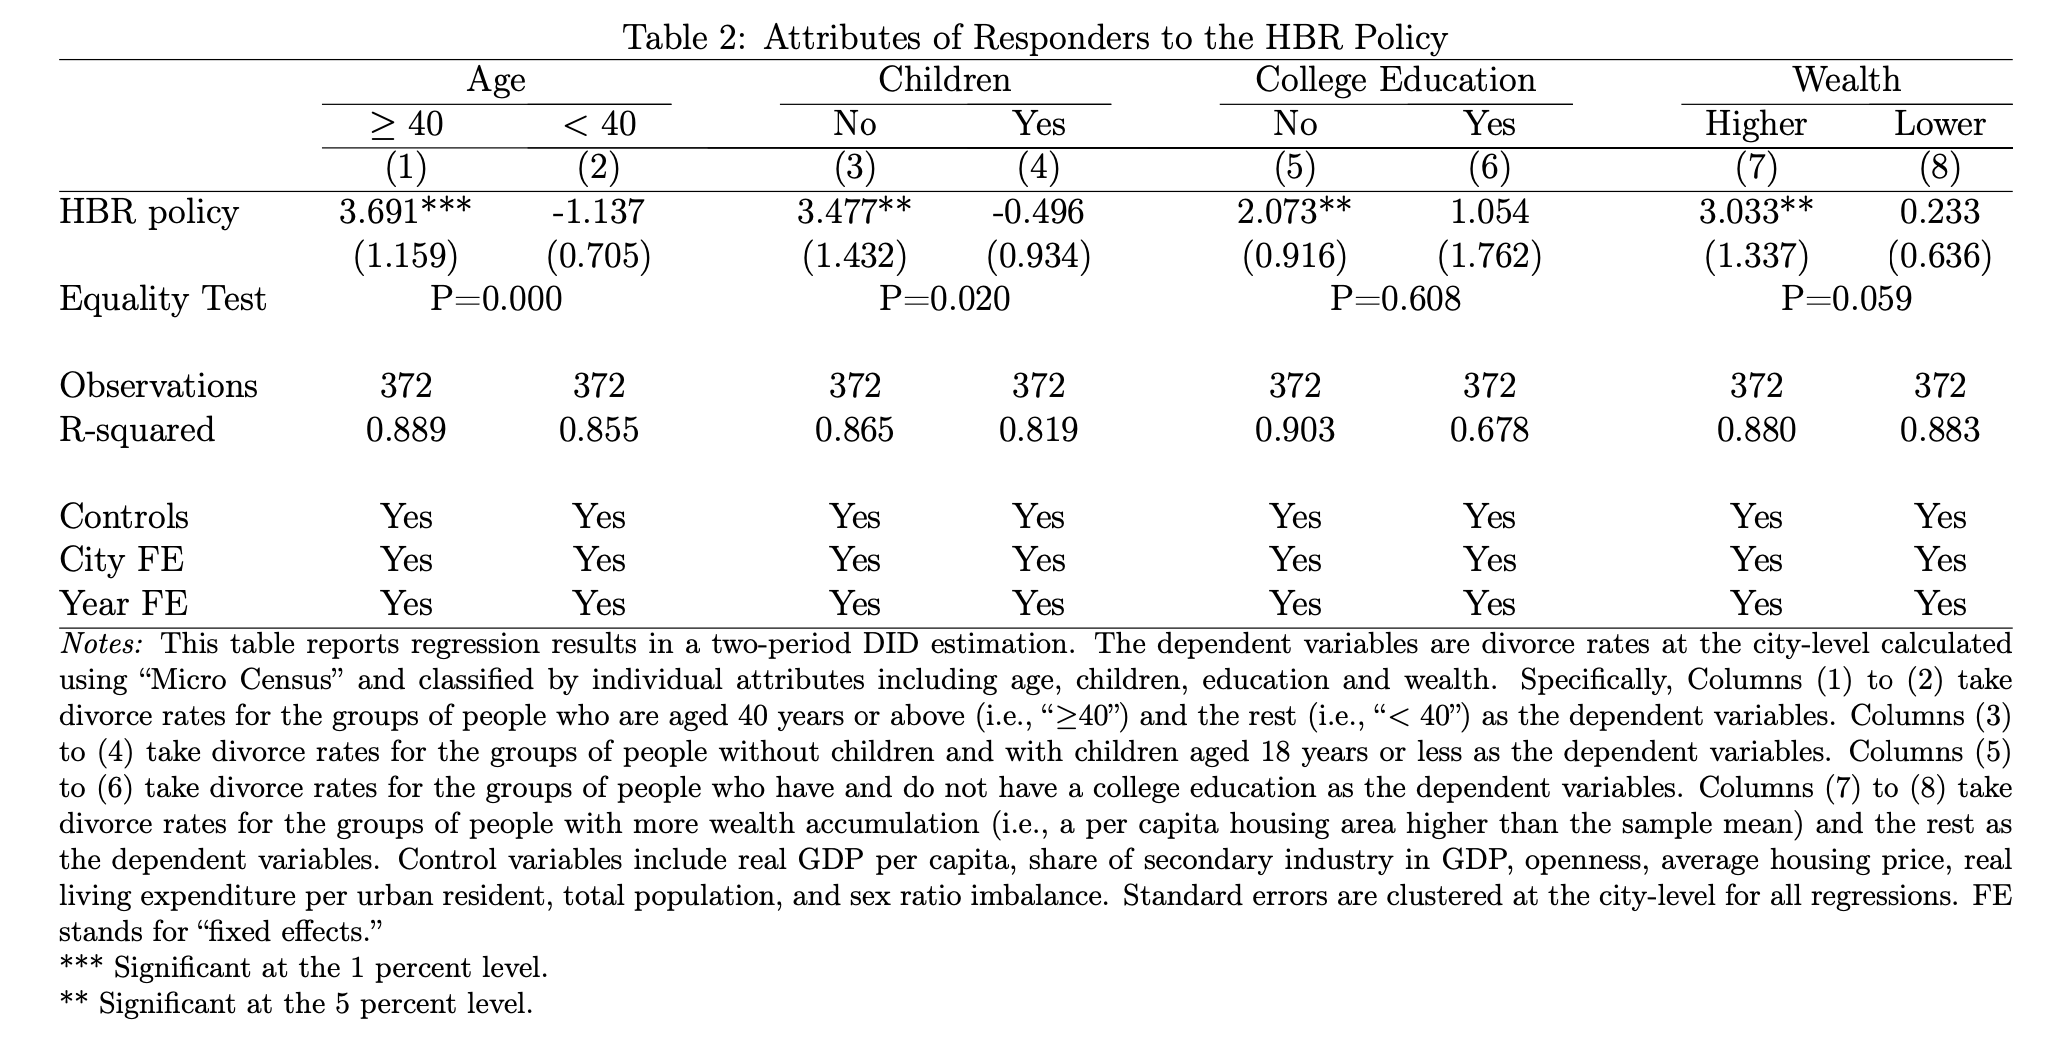 Table 2: Attributes of Responders to the HBR Policy
Age Children College Education Wealth
≥ 40 < 40 No Yes No Yes Higher Lower
(1) (2) (3) (4) (5) (6) (7) (8)
HBR policy 3.691*** -1.137 3.477** -0.496 2.073** 1.054 3.033** 0.233
(1.159) (0.705) (1.432) (0.934) (0.916) (1.762) (1.337) (0.636)
Equality Test P=0.000 P=0.020 P=0.608 P=0.059
Observations 372 372 372 372 372 372 372 372
R-squared 0.889 0.855 0.865 0.819 0.903 0.678 0.880 0.883
Controls Yes Yes Yes Yes Yes Yes Yes Yes
City FE Yes Yes Yes Yes Yes Yes Yes Yes
Year FE Yes Yes Yes Yes Yes Yes Yes Yes
Notes: This table reports regression results in a two-period DID estimation. The dependent variables are divorce rates at the city-level calculated
using “Micro Census” and classified by individual attributes including age, children, education and wealth. Specifically, Columns (1) to (2) take
divorce rates for the groups of people who are aged 40 years or above (i.e., “≥40”) and the rest (i.e., “< 40”) as the dependent variables. Columns (3)
to (4) take divorce rates for the groups of people without children and with children aged 18 years or less as the dependent variables. Columns (5)
to (6) take divorce rates for the groups of people who have and do not have a college education as the dependent variables. Columns (7) to (8) take
divorce rates for the groups of people with more wealth accumulation (i.e., a per capita housing area higher than the sample mean) and the rest as
the dependent variables. Control variables include real GDP per capita, share of secondary industry in GDP, openness, average housing price, real
living expenditure per urban resident, total population, and sex ratio imbalance. Standard errors are clustered at the city-level for all regressions. FE
stands for “fixed effects.”
*** Significant at the 1 percent level.
** Significant at the 5 percent level.